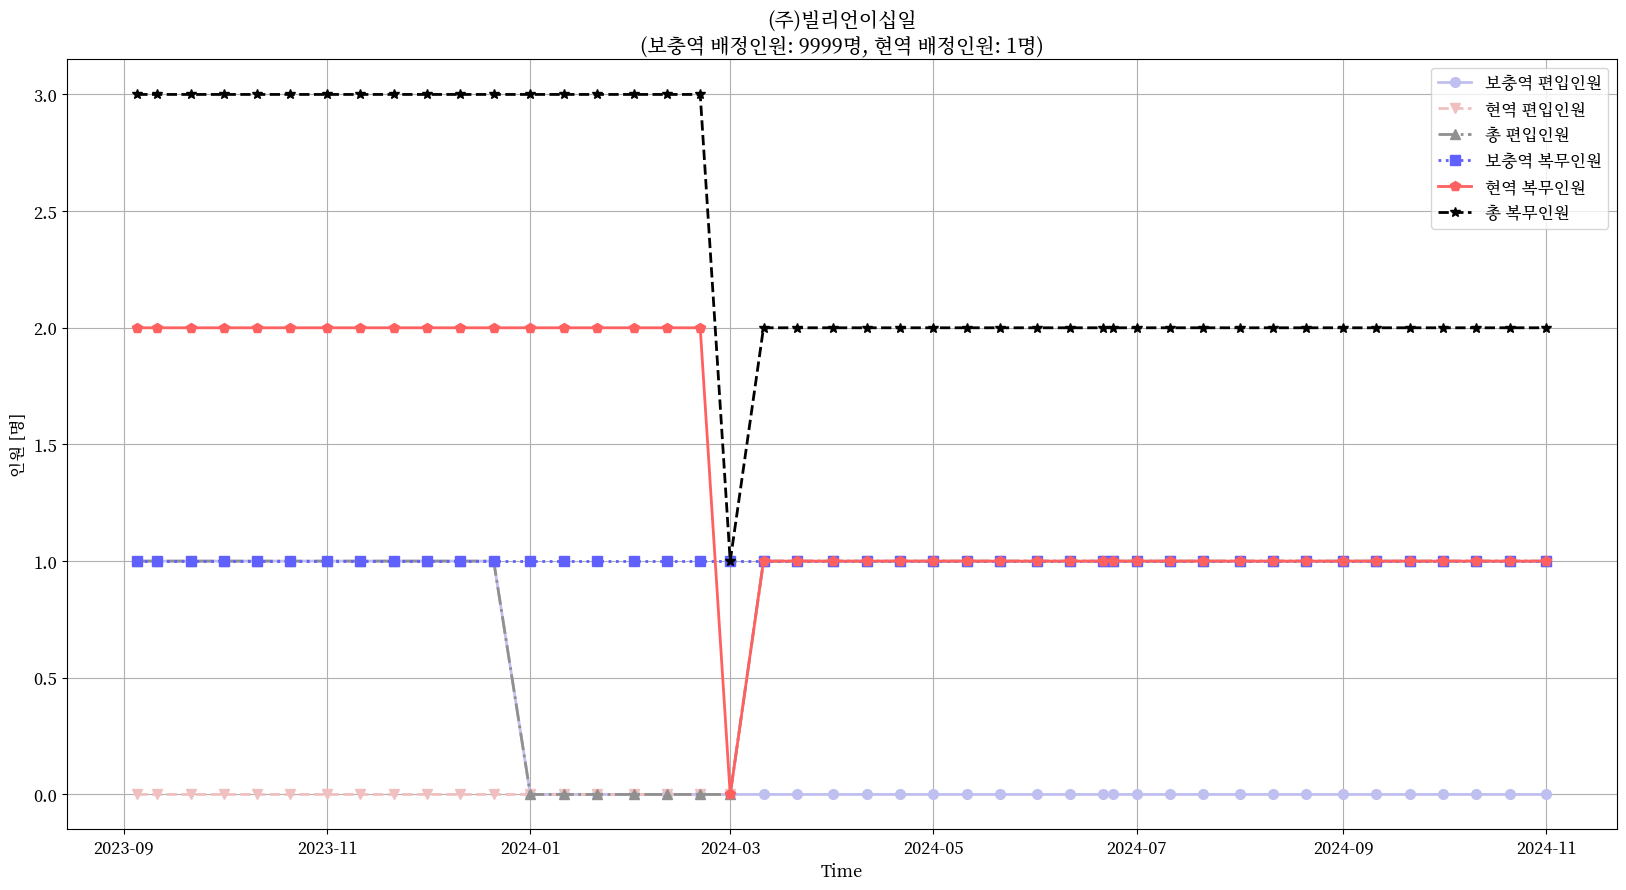 (주)빌리언이십일
(보충역 배정인원: 9999명, 현역 배정인원: 1명)
보충역 편입인원
현역 편입인원
총 편입인원
보충역 복무인원
현역 복무인원
총 복무인원
3.0
2.5
2.0
1.5
1.0
0.5
0.0
인원 [명]
2023-09
2023-11
2024-01
2024-03
2024-05
2024-07
2024-09
2024-11
Time